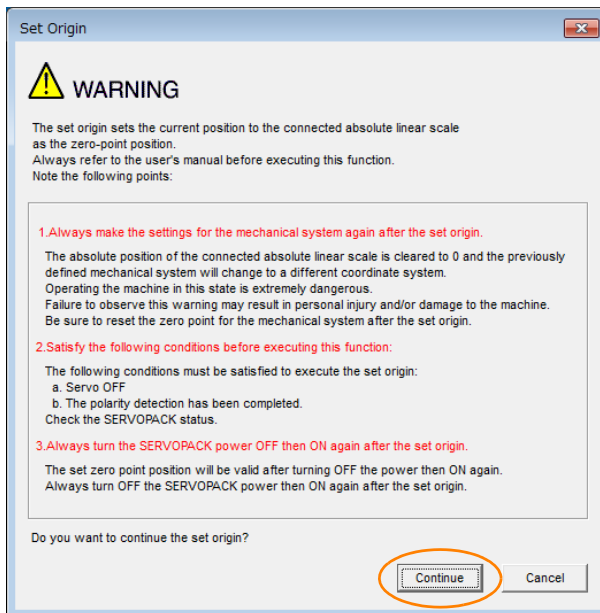 Set Origin
WARNING
The set origin sets the current position to the connected absolute linear scale
as the zero-point position.
Always refer to the user's manual before executing this function.
Note the following points:
1.Always make the settings for the mechanical system again after the set origin.
The absolute position of the connected absolute linear scale is cleared to 0 and the previously
defined mechanical system will change to a different coordinate system.
Operating the machine in this state is extremely dangerous.
Failure to observe this warning may result in personal injury and/or damage to the machine.
Be sure to reset the zero point for the mechanical system after the set origin.
2.Satisfy the following conditions before executing this function:
The following conditions must be satisfied to execute the set origin:
a. Servo OFF
b. The polarity detection has been completed.
Check the SERVOPACK status.
3.Always turn the SERVOPACK power OFF then ON again after the set origin.
The set zero point position will be valid after turning OFF the power then ON again.
Always turn OFF the SERVOPACK power then ON again after the set origin.
Do you want to continue the set origin?
Continue Cancel